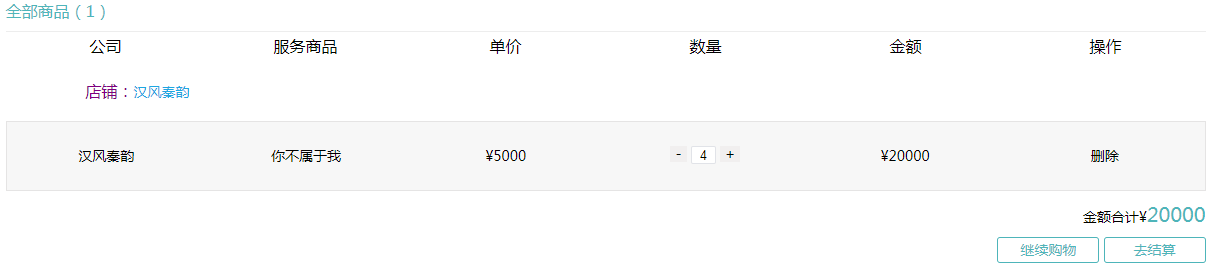 全部商品（1）
公司 服务商品 单价 数量 金额 操作
店铺：汉风秦韵
汉风秦韵 你不属于我 ¥5000 - 4 + ¥20000 删除
金额合计¥20000
继续购物 去结算